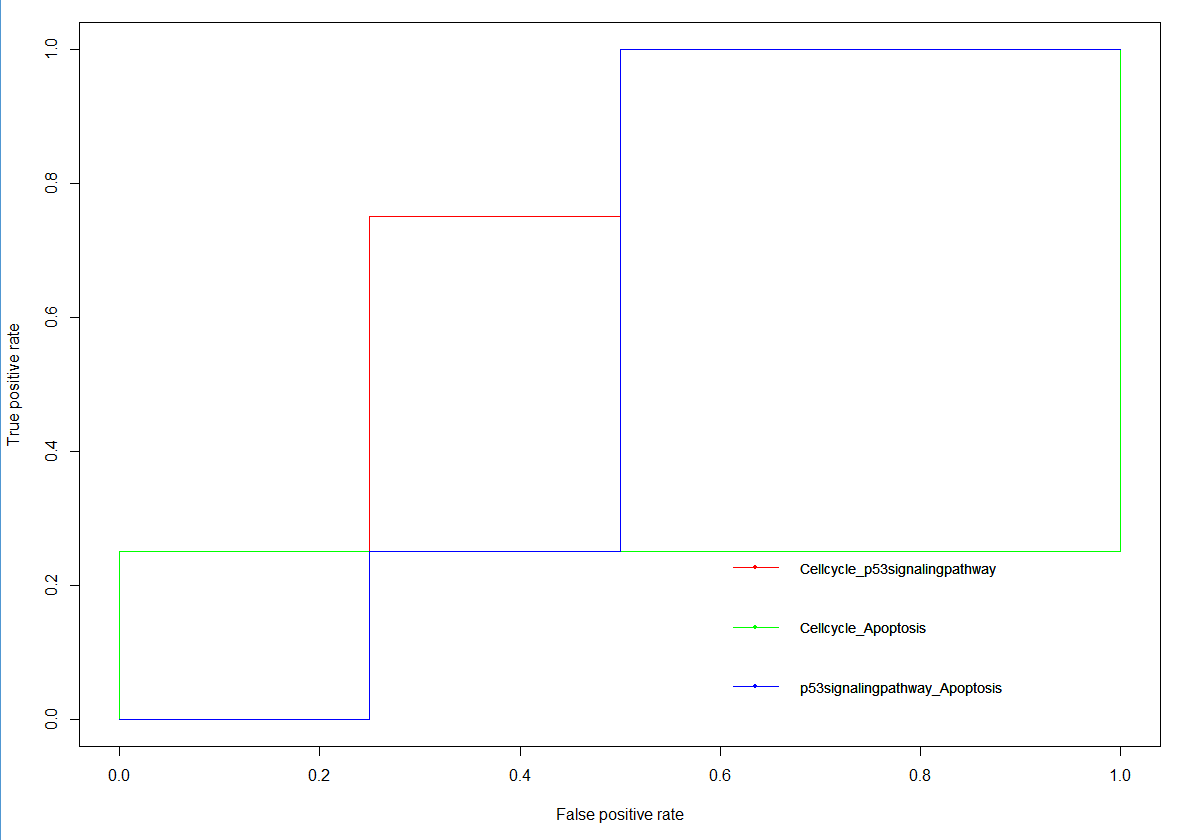 1.0
0.8
0.6
0.4
0.2
0.0
True positive rate
Cellcycle_p53signalingpathway
Cellcycle_Apoptosis
p53signalingpathway_Apoptosis
0.0 0.2 0.4 0.6 0.8 1.0
False positive rate